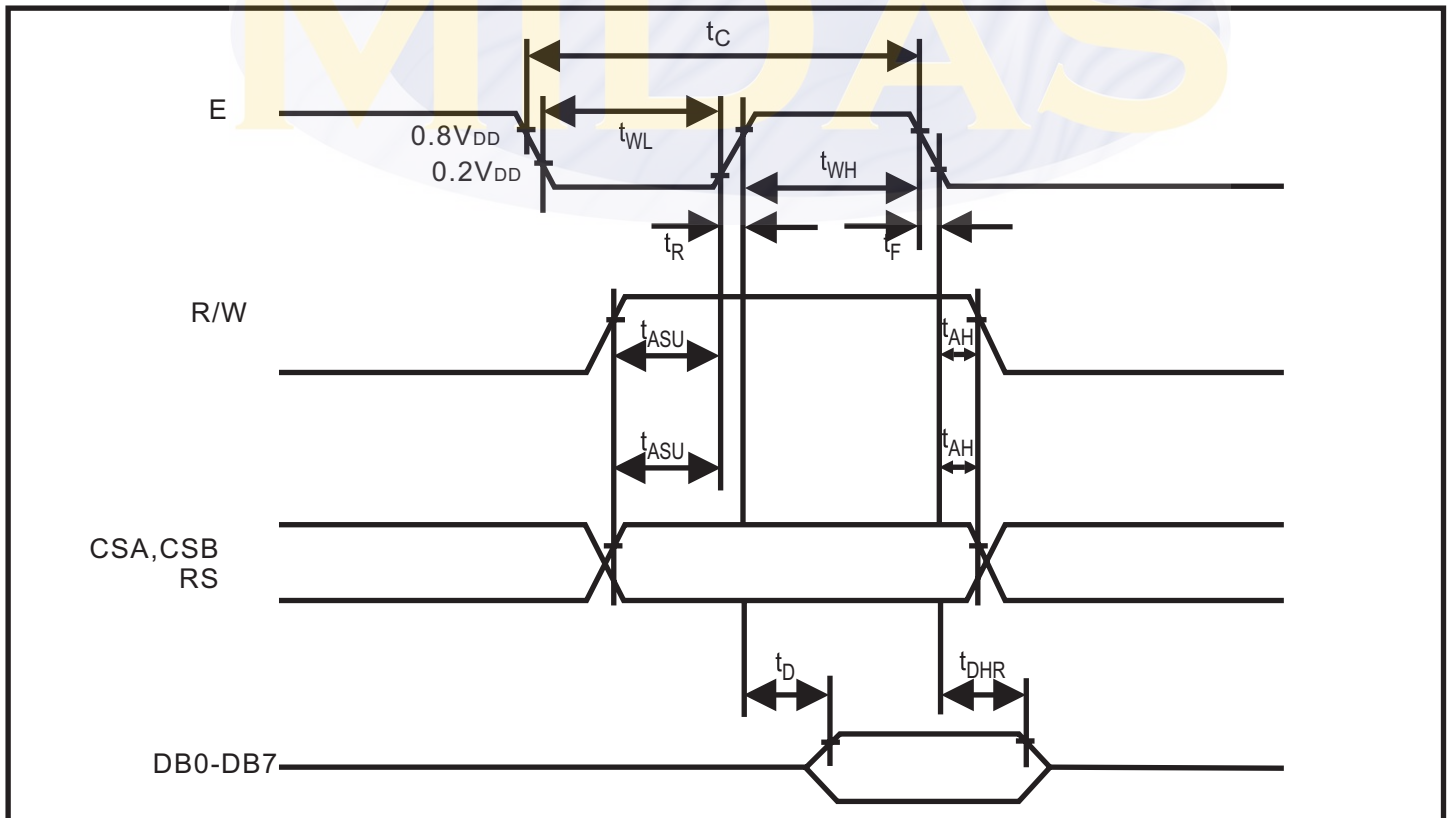 MIDAS
tC
E
0.8VDD
tWL
0.2VDD
tWH
tR
tF
R/W
tASU
tAH
tASU
tAH
CSA,CSB
RS
tD
tDHR
DB0-DB7